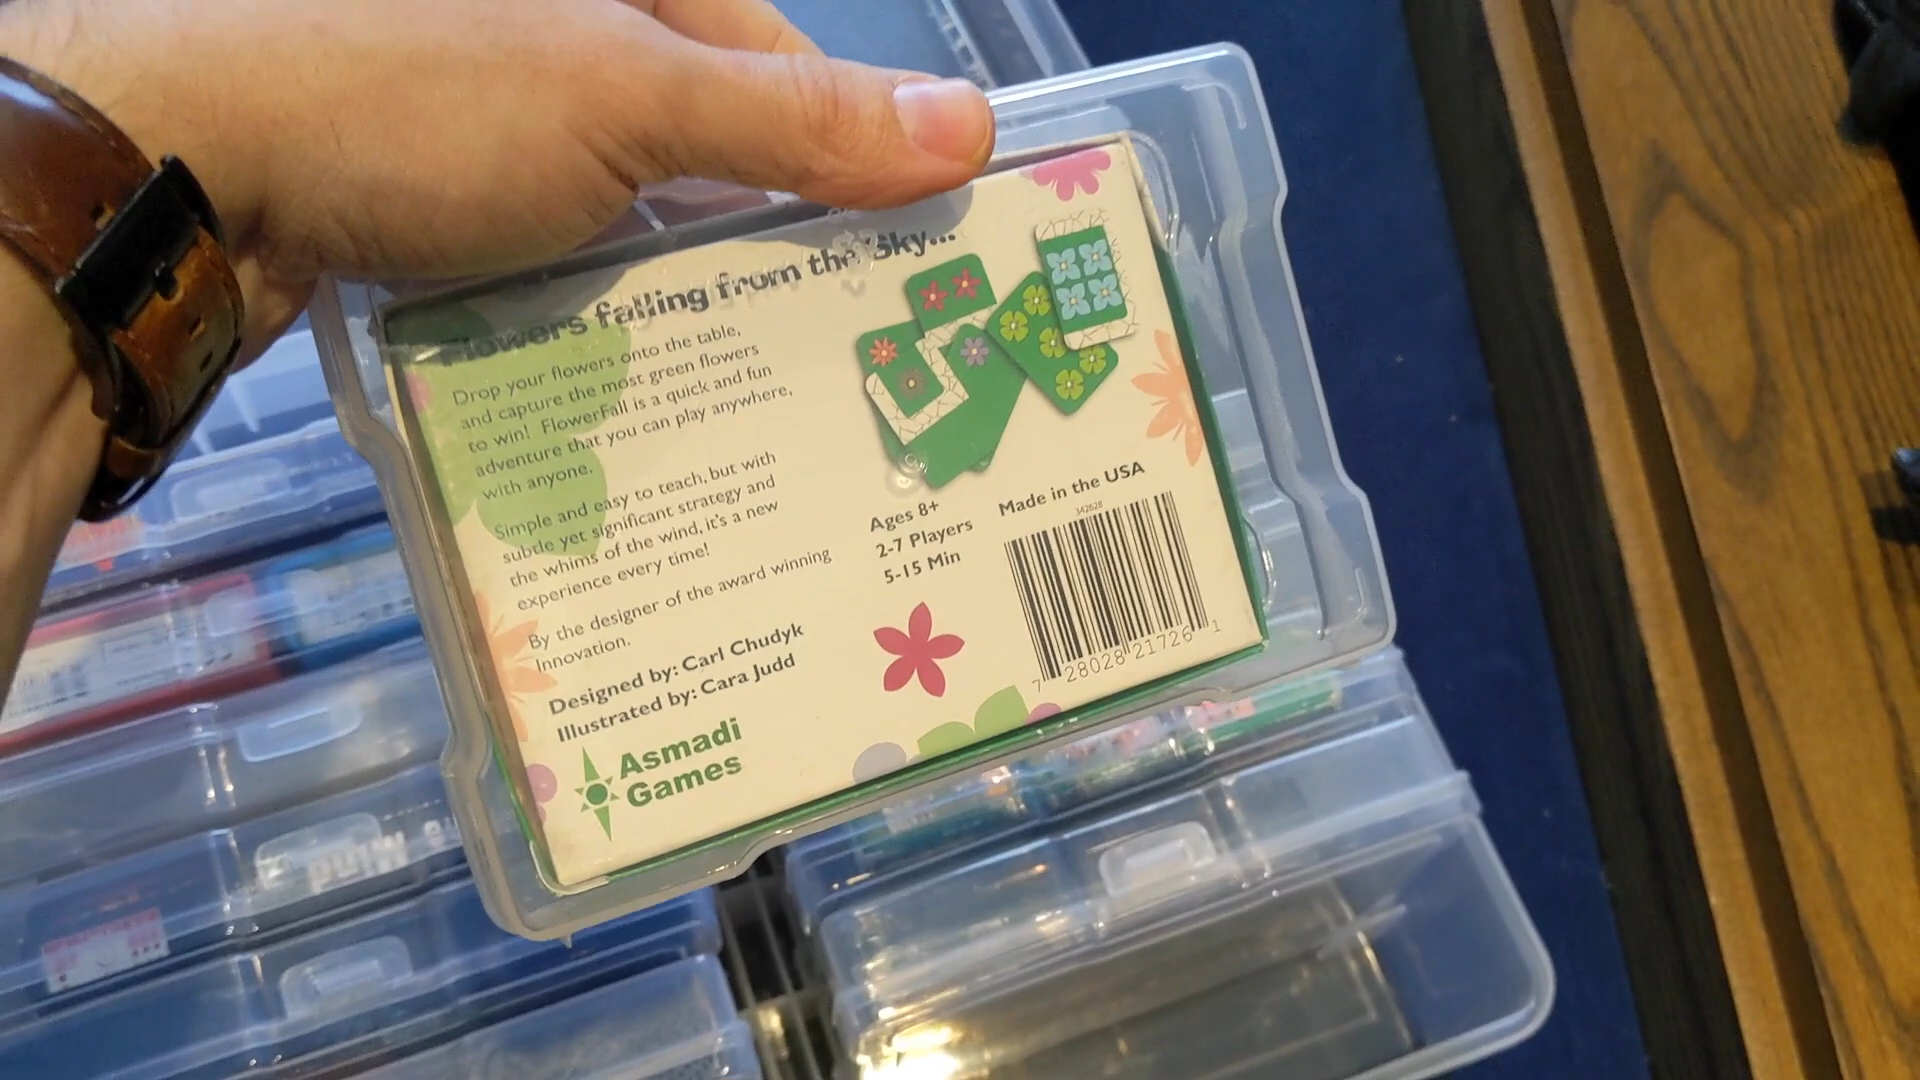 Flowers falling from the Sky...
Drop your flowers onto the table,
and capture the most green flowers
to win! FlowerFall is a quick and fun
adventure that you can play anywhere,
with anyone.
Simple and easy to teach, but with
subtle yet significant strategy and
the whims of the wind, it's a new
experience every time!
By the designer of the award winning
Innovation.
Designed by: Carl Chudyk
Illustrated by: Cara Judd
Asmadi
Games
Ages 8+
2-7 Players
5-15 Min
Made in the USA
342628
7 28028 21726 1